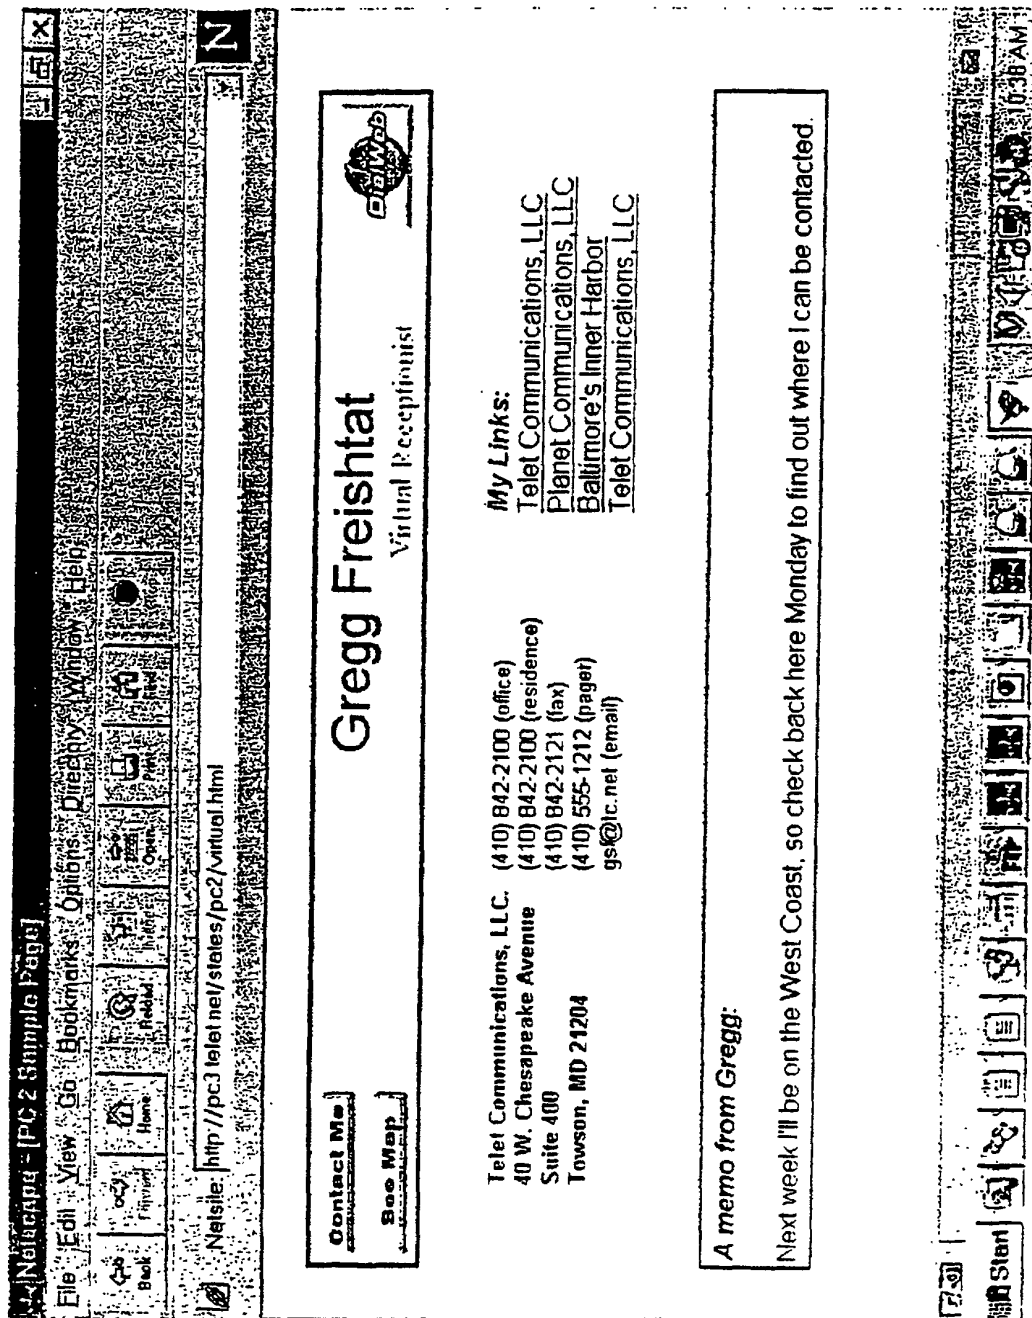 Netscape - [PC 2 Sample Page]
File Edit View Go Bookmarks Options Directory Window Help
Back Home Reload Open Print Find
Netsite: http://pc3.telet.net/states/pc2/virtual.html
N
Contact Me
See Map
Gregg Freishtat
Virtual Receptionist
DialWeb
Telet Communications, LLC. (410) 842-2100 (office)
40 W. Chesapeake Avenue (410) 842-2100 (residence)
Suite 400 (410) 842-2121 (fax)
Towson, MD 21204 (410) 555-1212 (pager)
gsf@tc.net (email)
My Links:
Telet Communications, LLC
Planet Communications, LLC
Baltimore's Inner Harbor
Telet Communications, LLC
A memo from Gregg:
Next week I'll be on the West Coast, so check back here Monday to find out where I can be contacted.
Start 10:38 AM